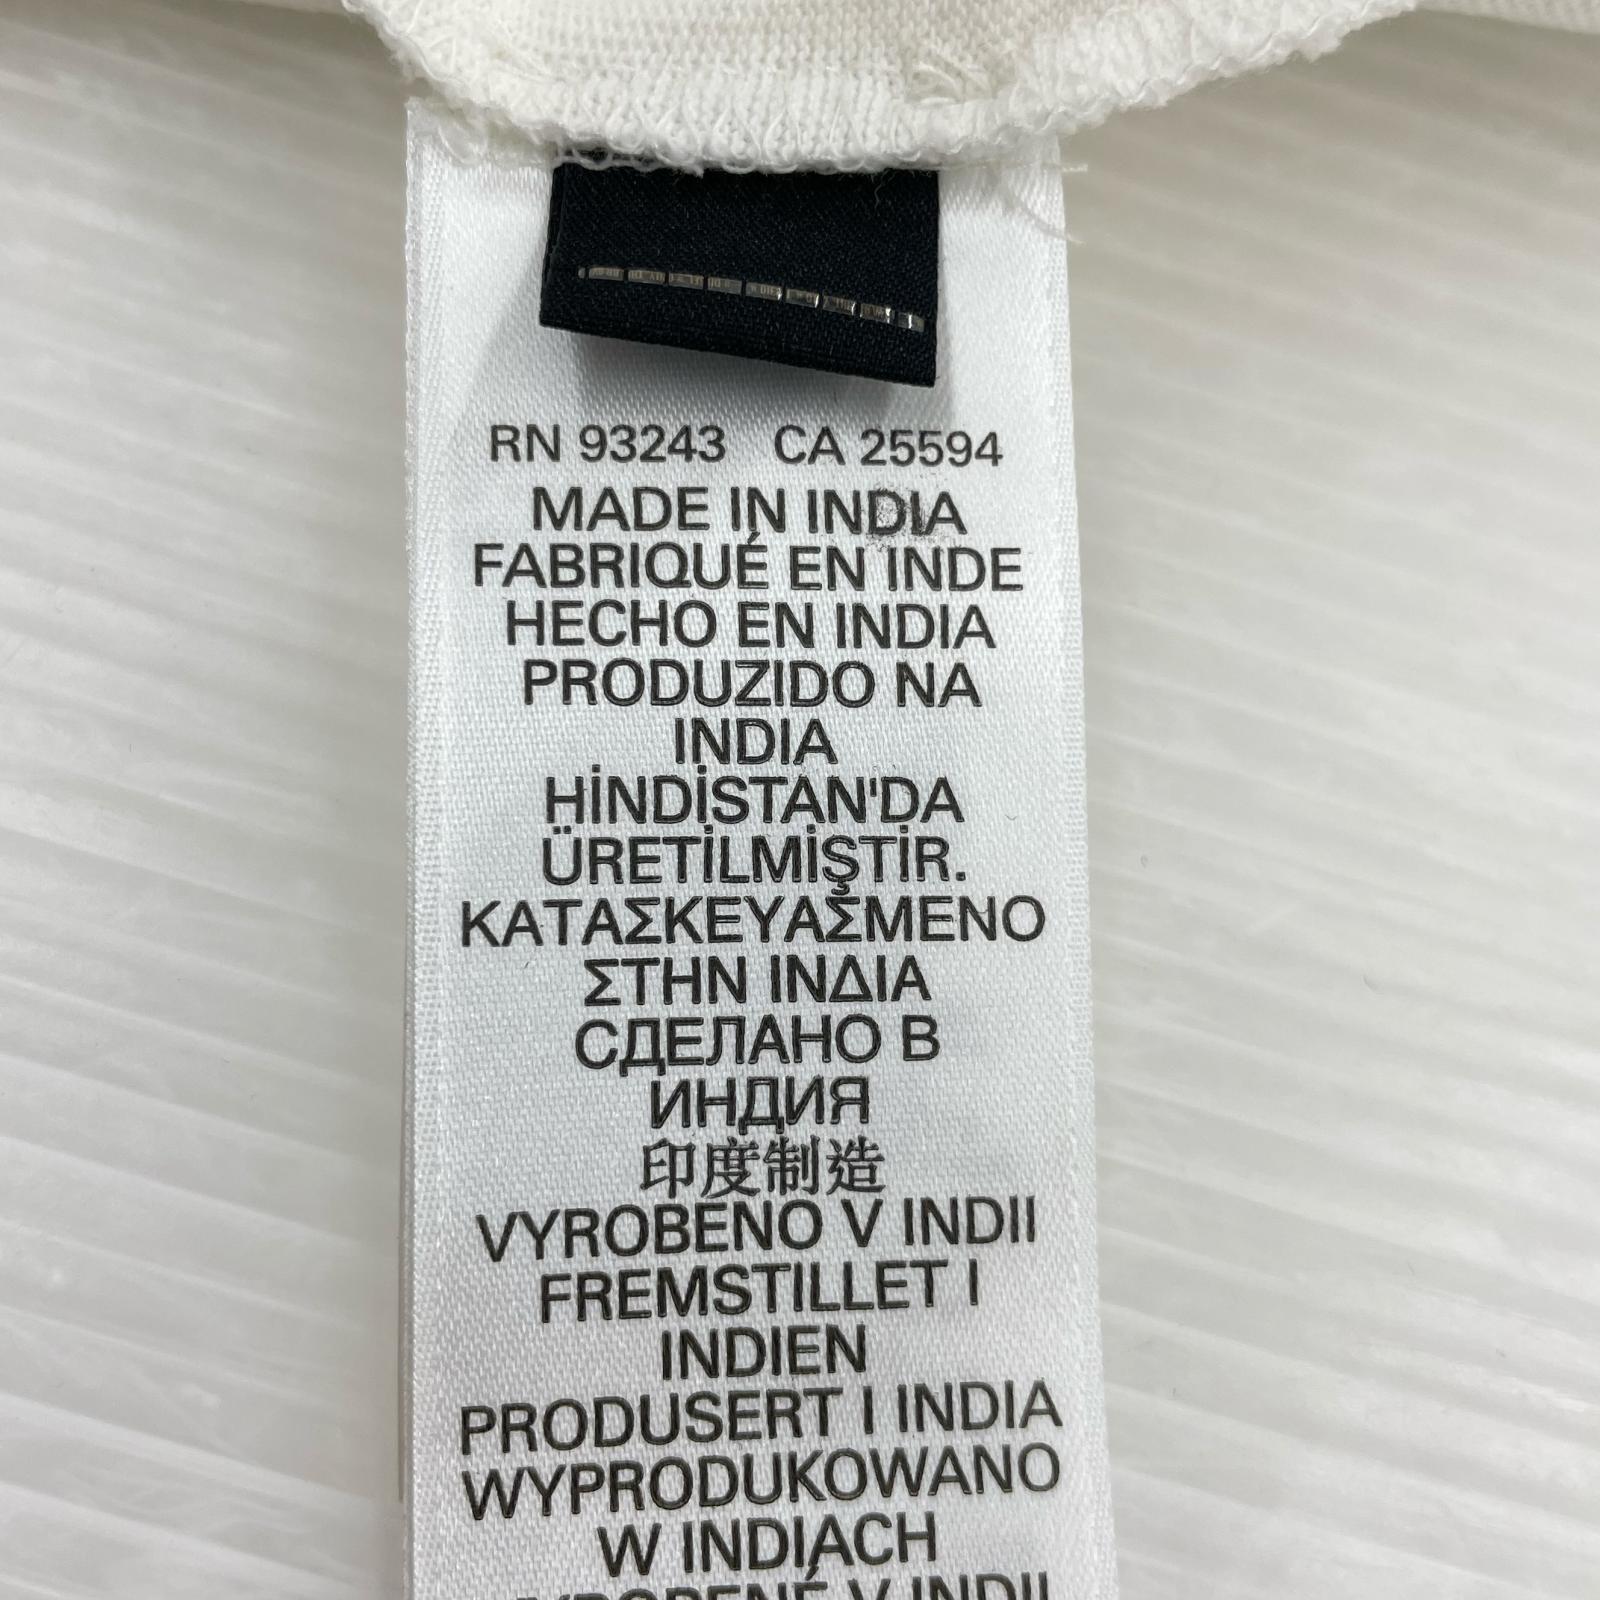 RN 93243 CA 25594
MADE IN INDIA
FABRIQUÉ EN INDE
HECHO EN INDIA
PRODUZIDO NA
INDIA
HİNDİSTAN'DA
ÜRETİLMİŞTİR.
ΚΑΤΑΣΚΕΥΑΣΜΕΝΟ
ΣΤΗΝ ΙΝΔΙΑ
СДЕЛАНО В
ИНДИЯ
印度制造
VYROBENO V INDII
FREMSTILLET I
INDIEN
PRODUSERT I INDIA
WYPRODUKOWANO
W INDIACH
VYROBENÉ V INDII